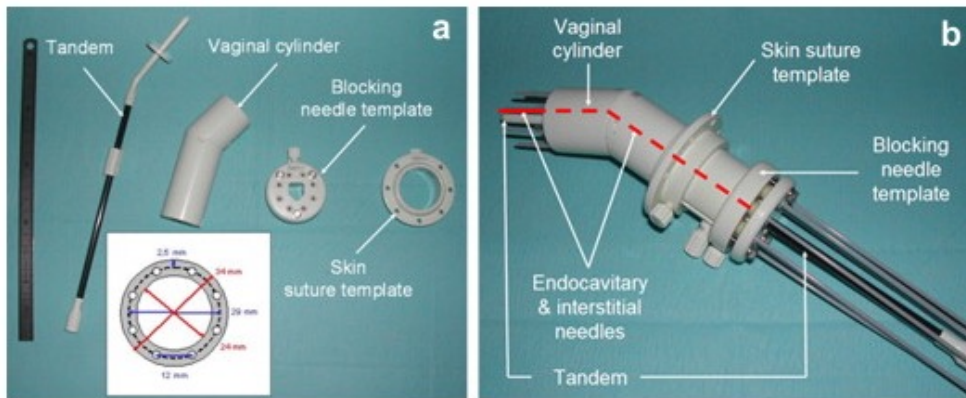 a
Tandem
Vaginal cylinder
Blocking
needle template
Skin
suture template
2,5 mm
34 mm
29 mm
24 mm
12 mm
b
Vaginal
cylinder
Skin suture
template
Blocking
needle
template
Endocavitary
& interstitial
needles
Tandem